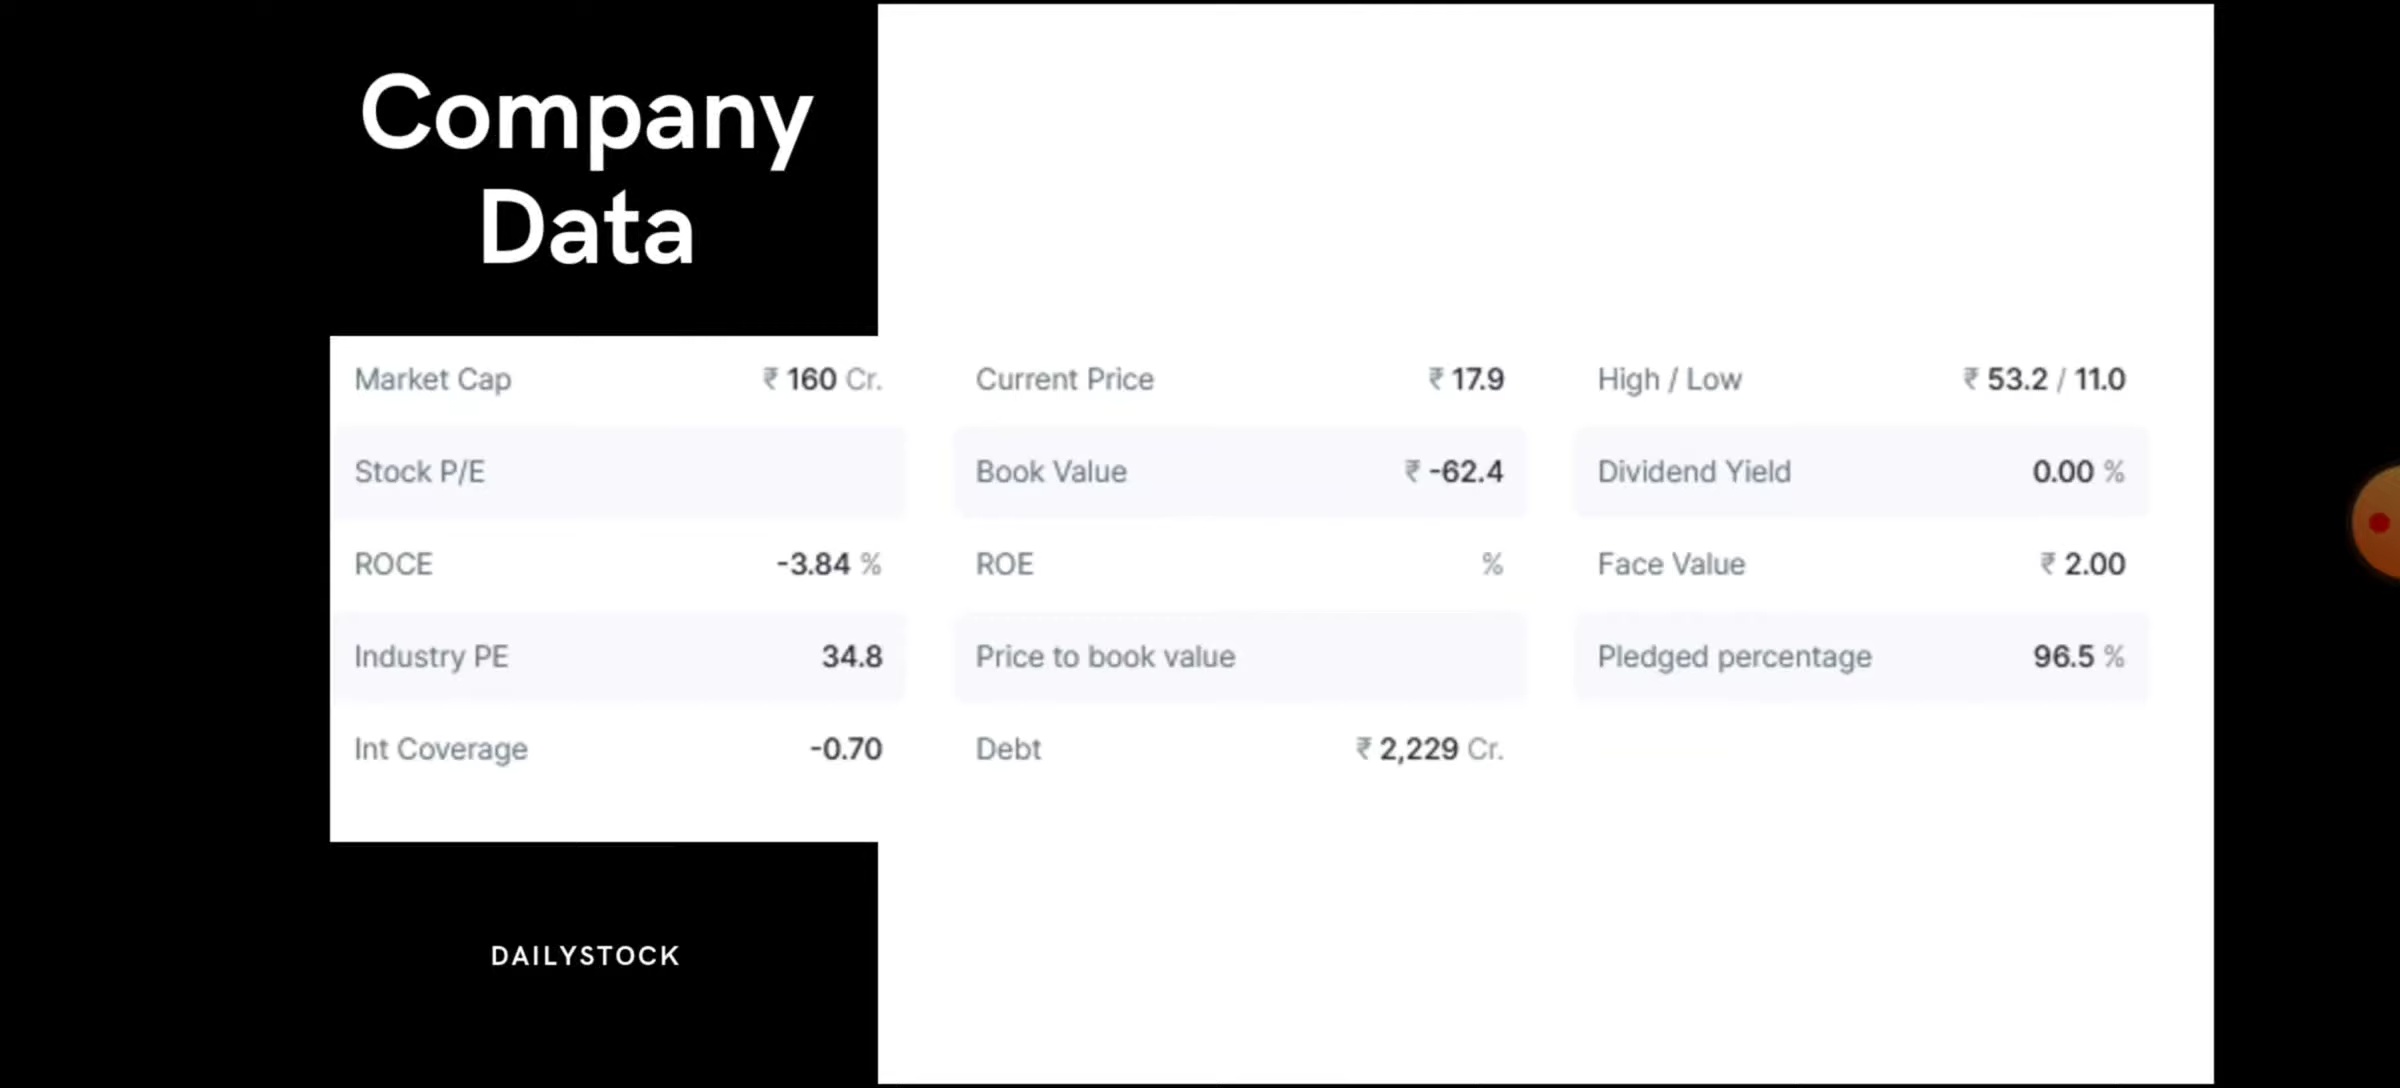 Company
Data
Market Cap ₹ 160 Cr. Current Price ₹ 17.9 High / Low ₹ 53.2 / 11.0
Stock P/E Book Value ₹ -62.4 Dividend Yield 0.00 %
ROCE -3.84 % ROE % Face Value ₹ 2.00
Industry PE 34.8 Price to book value Pledged percentage 96.5 %
Int Coverage -0.70 Debt ₹ 2,229 Cr.
DAILYSTOCK